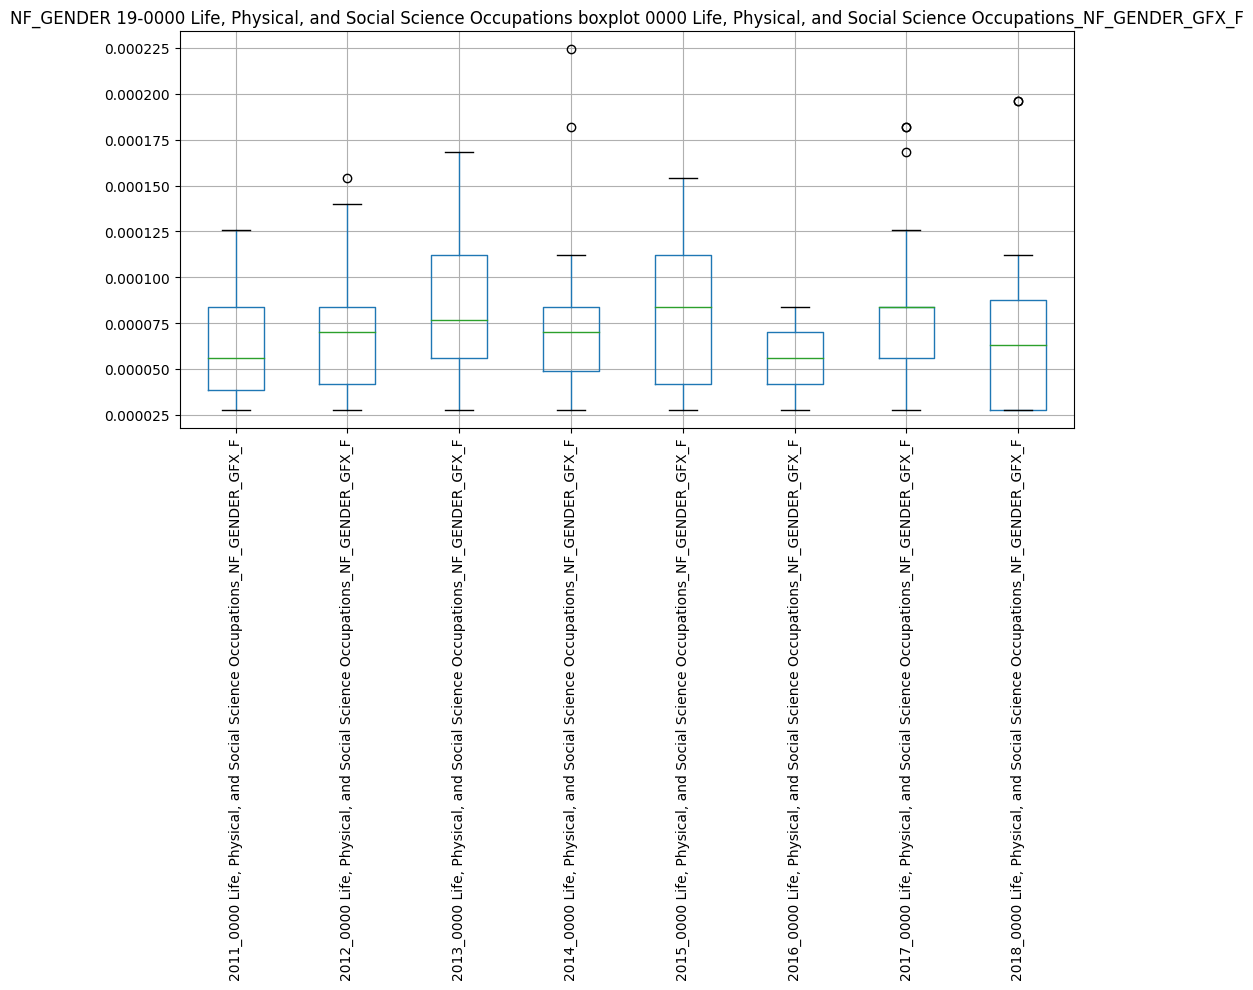 NF_GENDER 19-0000 Life, Physical, and Social Science Occupations boxplot 0000 Life, Physical, and Social Science Occupations_NF_GENDER_GFX_F
0.000225
0.000200
0.000175
0.000150
0.000125
0.000100
0.000075
0.000050
0.000025
2011_0000 Life, Physical, and Social Science Occupations_NF_GENDER_GFX_F
2012_0000 Life, Physical, and Social Science Occupations_NF_GENDER_GFX_F
2013_0000 Life, Physical, and Social Science Occupations_NF_GENDER_GFX_F
2014_0000 Life, Physical, and Social Science Occupations_NF_GENDER_GFX_F
2015_0000 Life, Physical, and Social Science Occupations_NF_GENDER_GFX_F
2016_0000 Life, Physical, and Social Science Occupations_NF_GENDER_GFX_F
2017_0000 Life, Physical, and Social Science Occupations_NF_GENDER_GFX_F
2018_0000 Life, Physical, and Social Science Occupations_NF_GENDER_GFX_F